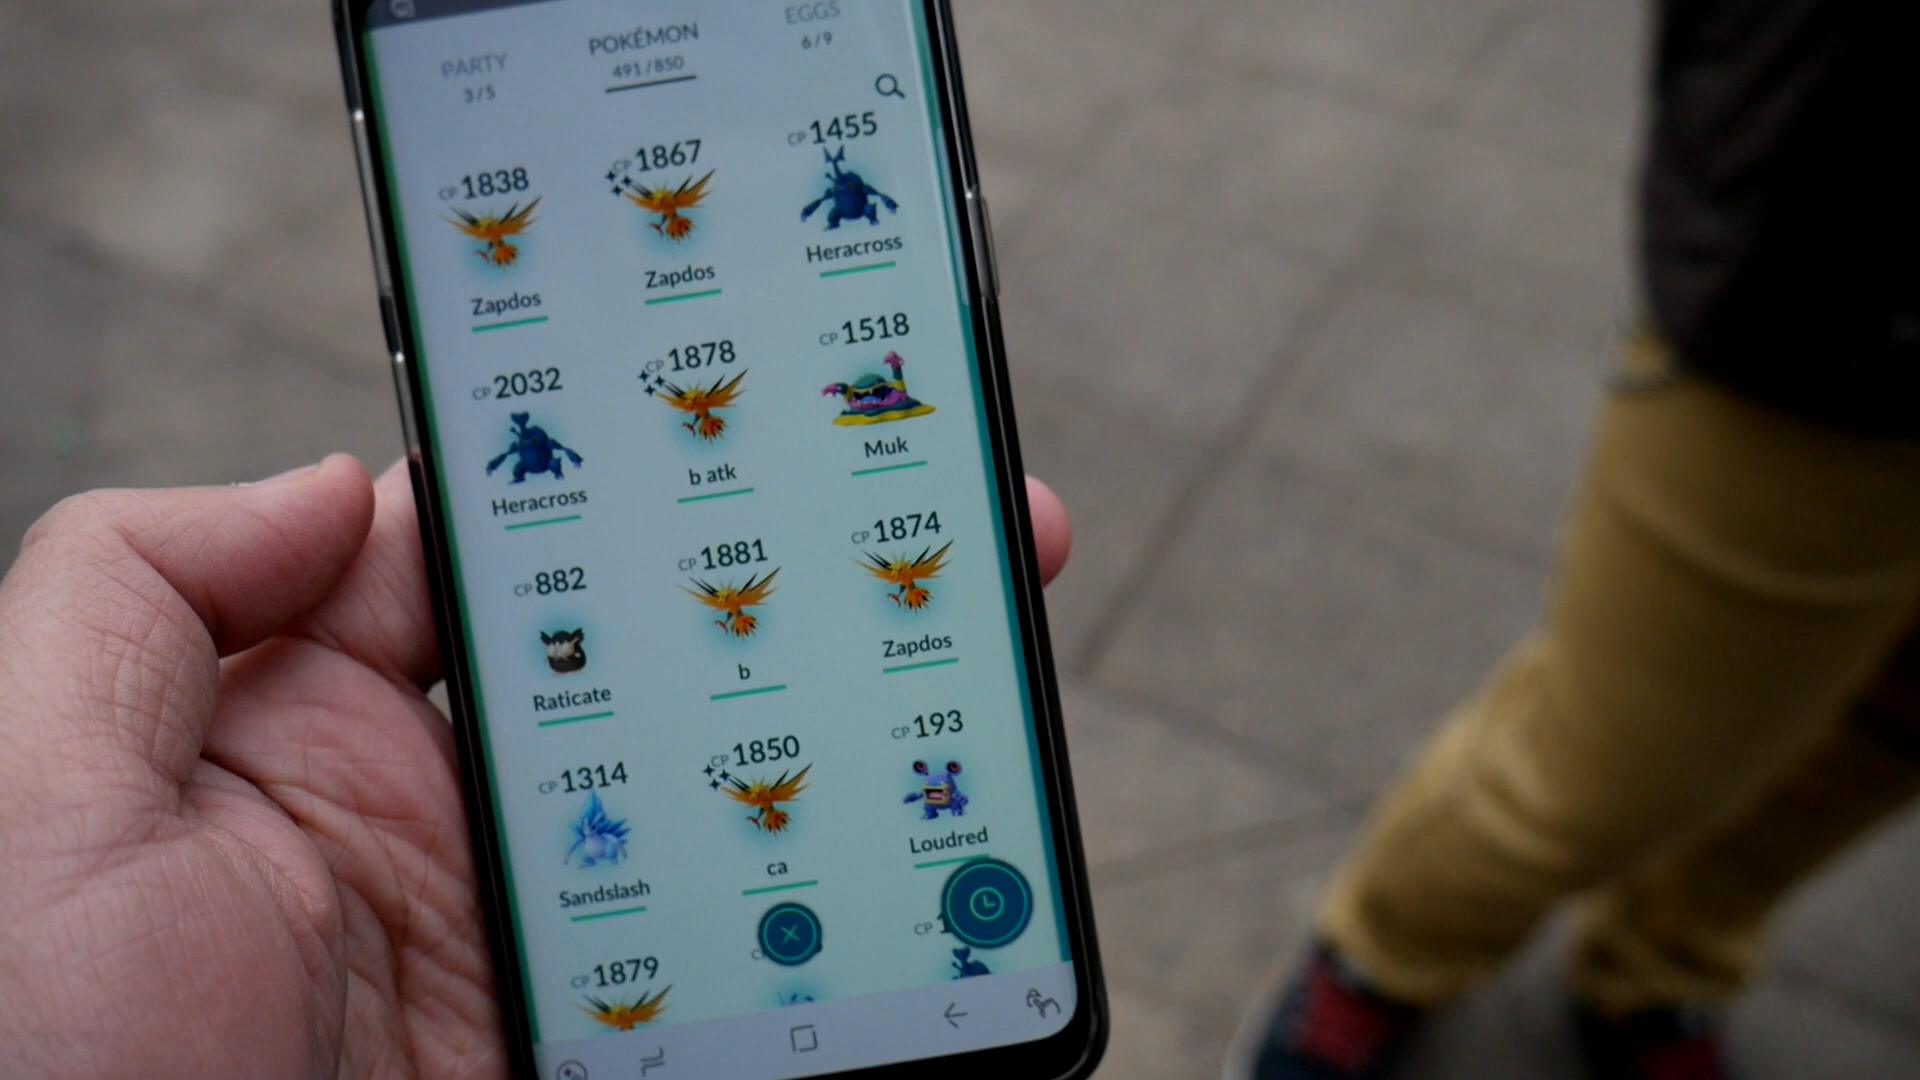 PARTY
3/5
POKÉMON
491/850
EGGS
6/9
CP 1838
CP 1867
CP 1455
Zapdos
Zapdos
Heracross
CP 2032
CP 1878
CP 1518
Heracross
b atk
Muk
CP 882
CP 1881
CP 1874
Raticate
b
Zapdos
CP 1314
CP 1850
CP 193
Sandslash
ca
Loudred
CP 1879
CP